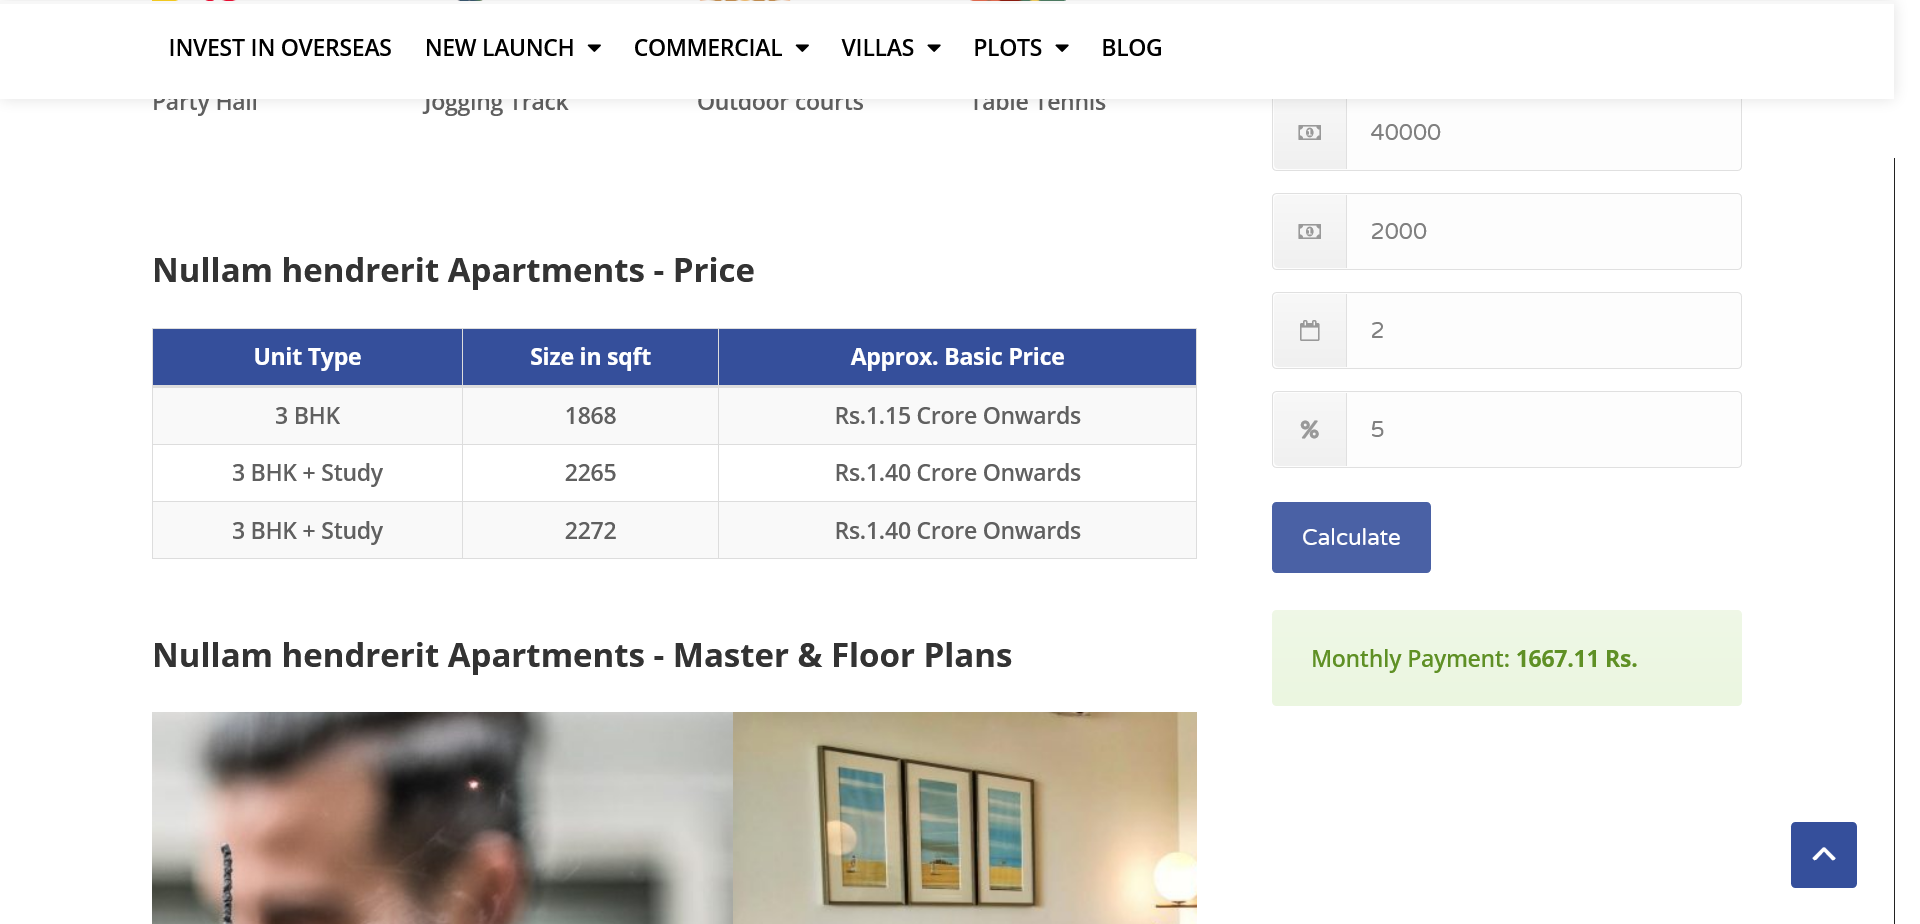 INVEST IN OVERSEAS NEW LAUNCH COMMERCIAL VILLAS PLOTS BLOG
Party Hall Jogging Track Outdoor courts Table Tennis
40000
2000
2
5
Calculate
Monthly Payment: 1667.11 Rs.
Nullam hendrerit Apartments - Price
Unit Type Size in sqft Approx. Basic Price
3 BHK 1868 Rs.1.15 Crore Onwards
3 BHK + Study 2265 Rs.1.40 Crore Onwards
3 BHK + Study 2272 Rs.1.40 Crore Onwards
Nullam hendrerit Apartments - Master & Floor Plans